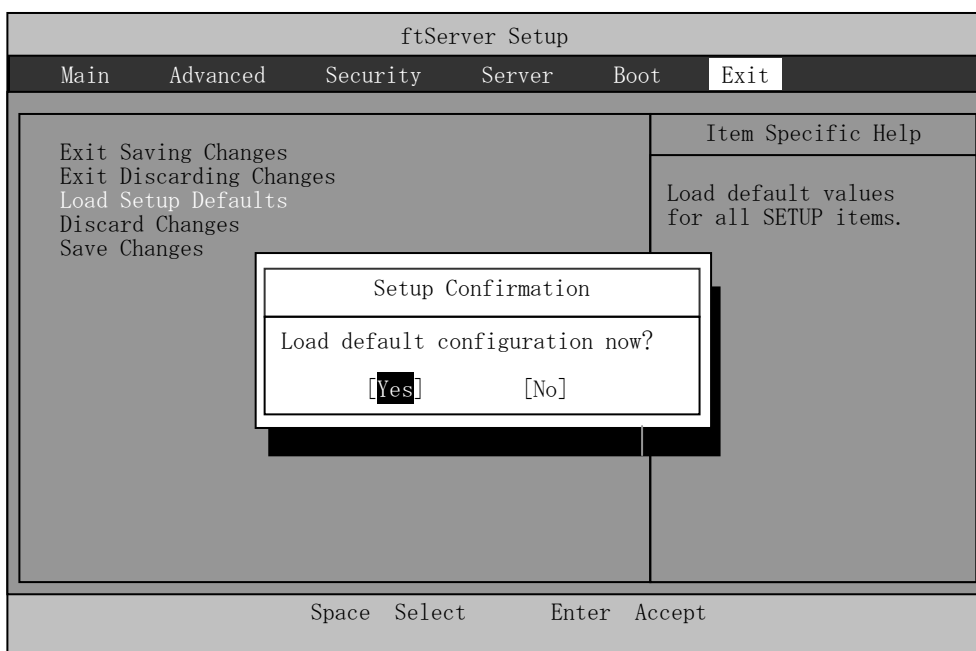 ftServer Setup
Main Advanced Security Server Boot Exit
Exit Saving Changes
Exit Discarding Changes
Load Setup Defaults
Discard Changes
Save Changes
Item Specific Help
Load default values
for all SETUP items.
Setup Confirmation
Load default configuration now?
[Yes] [No]
Space Select Enter Accept